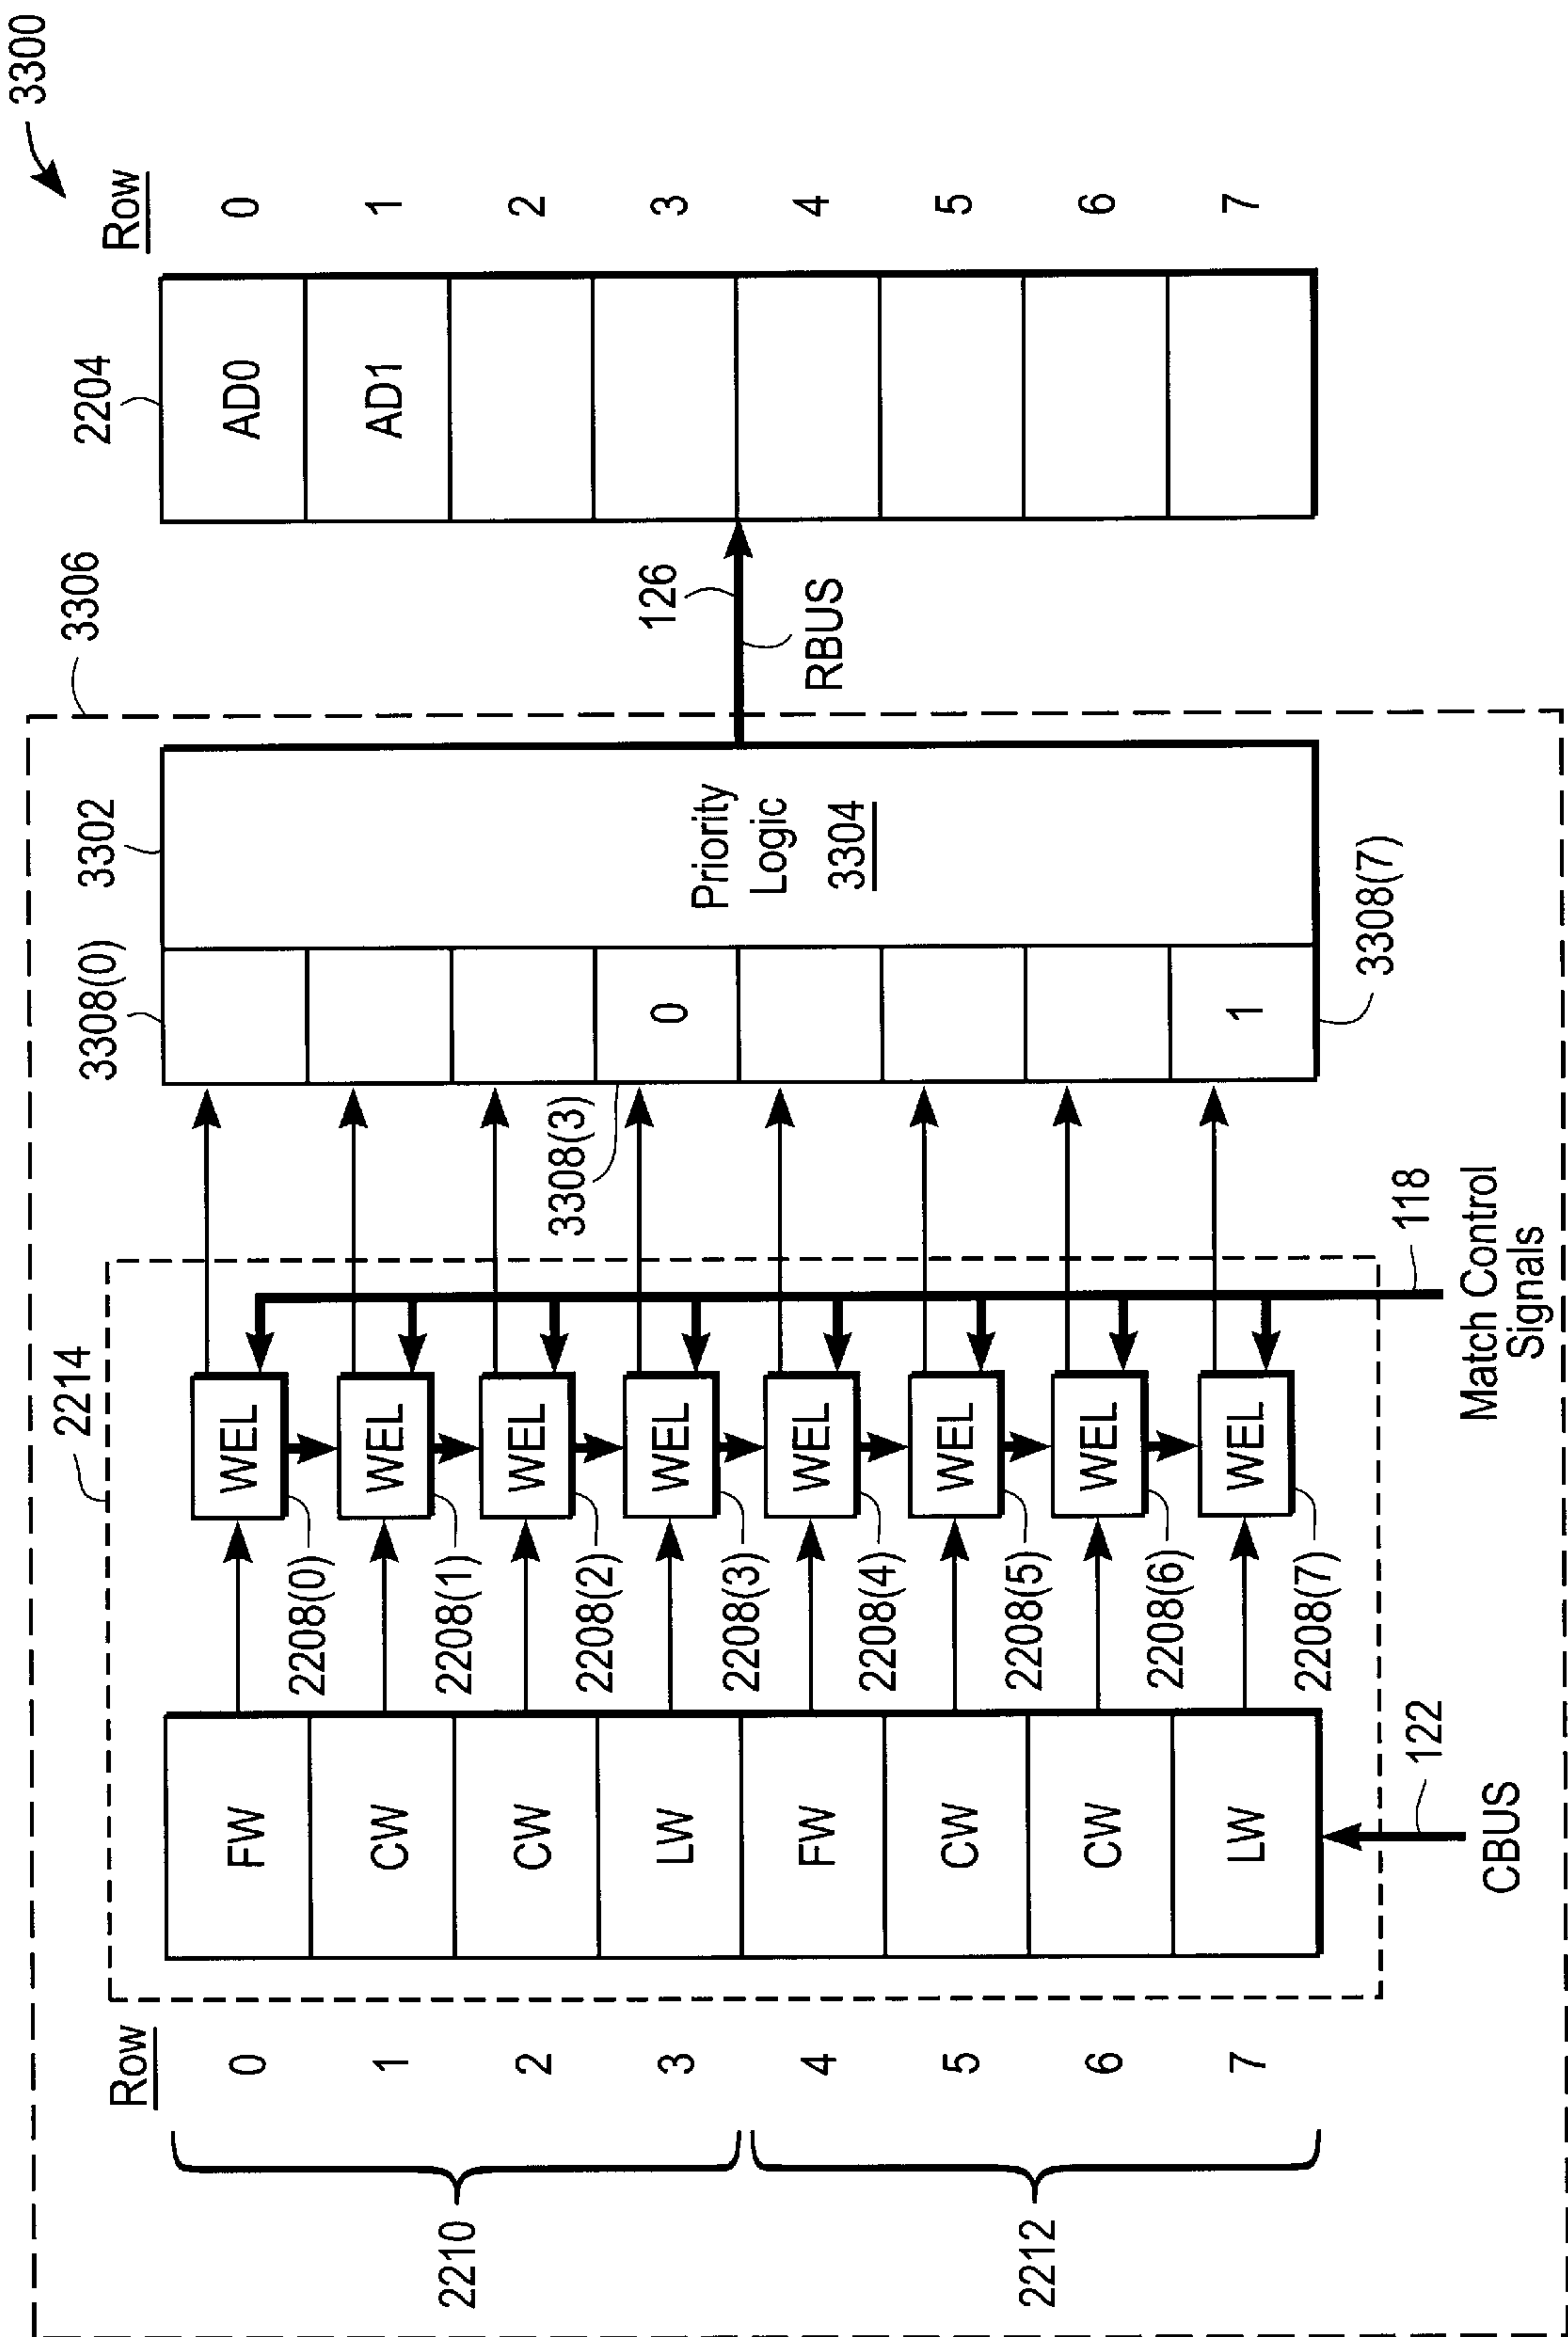 3300
Row
0
1
2
3
4
5
6
7
2204
AD0
AD1
3306
126
RBUS
3302
Priority
Logic
3304
3308(0)
0
1
3308(3)
3308(7)
2214
WEL
WEL
WEL
WEL
WEL
WEL
WEL
WEL
2208(0)
2208(1)
2208(2)
2208(3)
2208(4)
2208(5)
2208(6)
2208(7)
118
Match Control
Signals
FW
CW
CW
LW
FW
CW
CW
LW
122
CBUS
Row
0
1
2
3
4
5
6
7
2210
2212